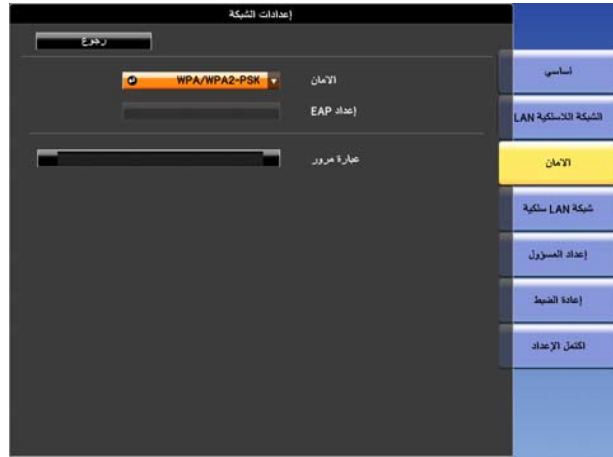 إعدادات الشبكة
رجوع
الأمان
WPA/WPA2-PSK
إعداد EAP
عبارة مرور
أساسي
الشبكة اللاسلكية LAN
الأمان
شبكة LAN سلكية
إعداد المسؤول
إعادة الضبط
اكتمل الإعداد